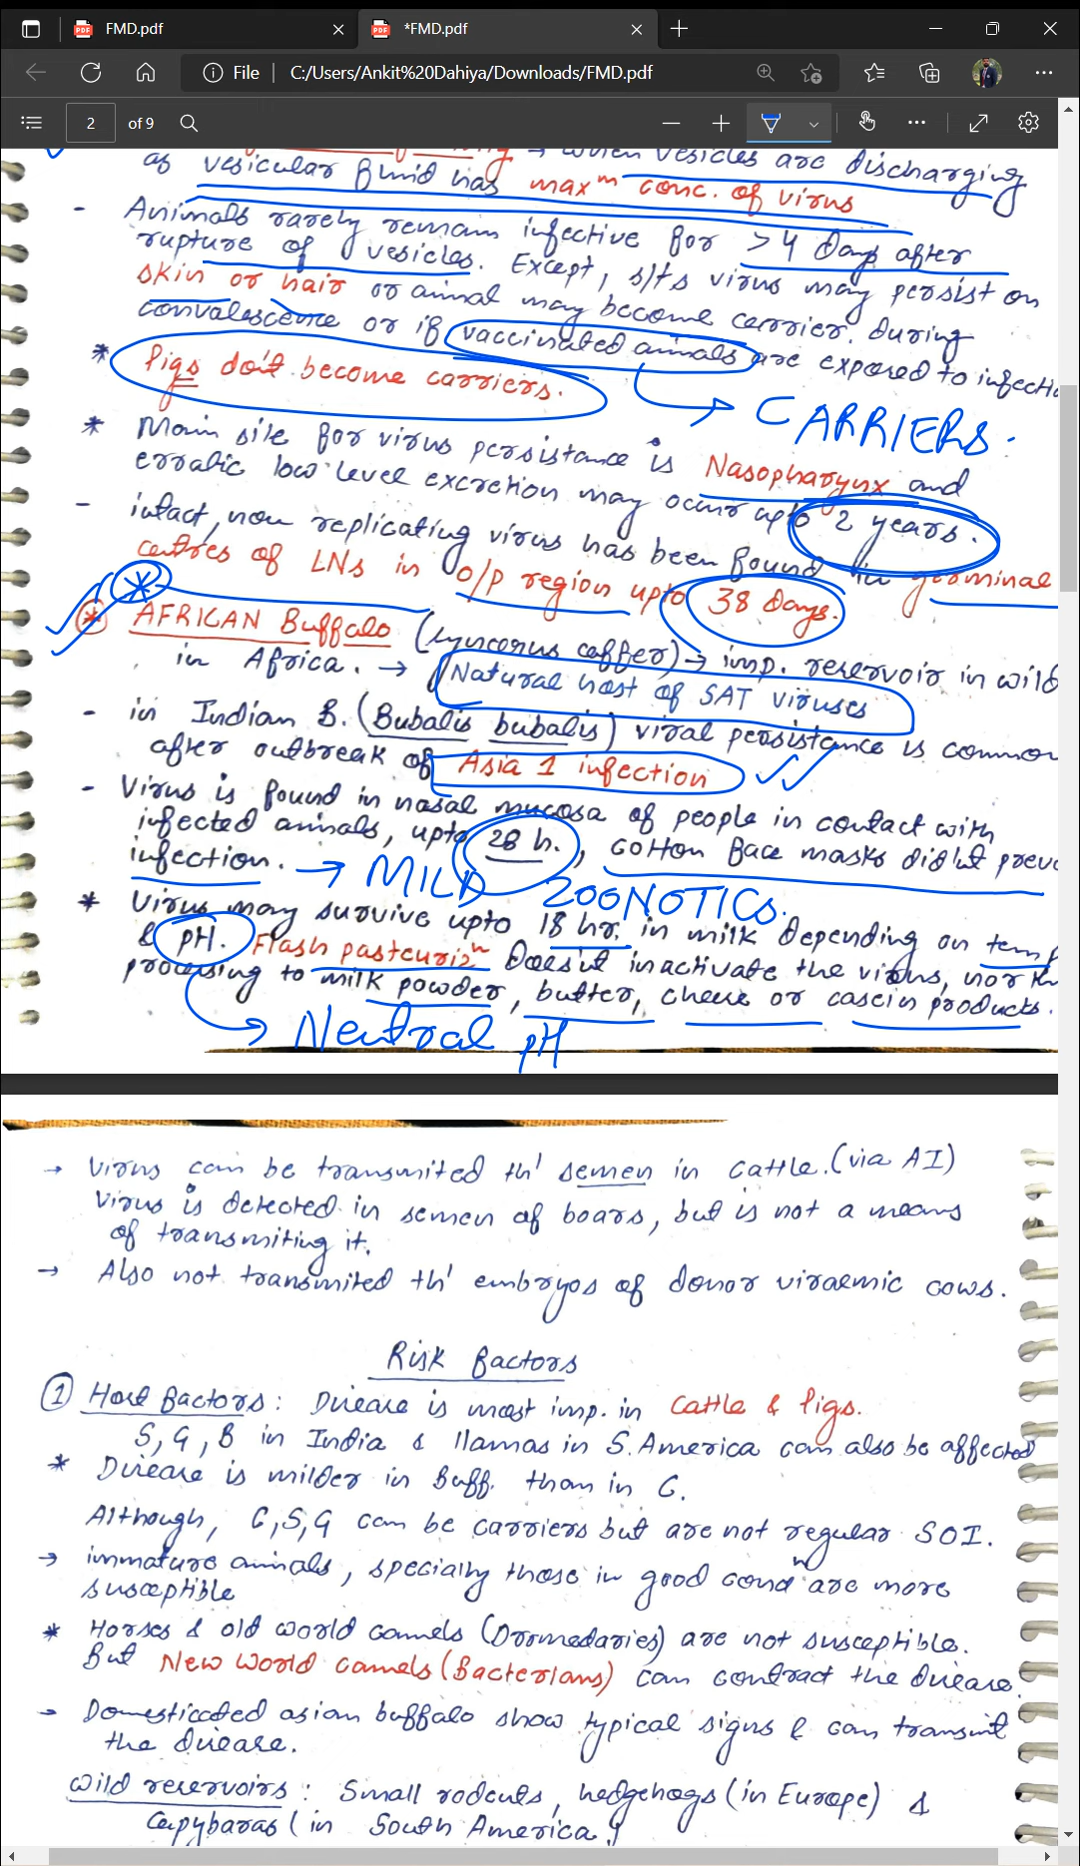 FMD.pdf
*FMD.pdf
File
C:/Users/Ankit%20Dahiya/Downloads/FMD.pdf
2
of 9
when vesicles are discharging
as vesicular fluid has maxm conc. of virus
- Animals rarely remain infective for > 4 days after
rupture of vesicles. Except, s/ts virus may persist on
skin or hair or animal may become carrier during
convalescence or if vaccinated animals are exposed to infecti
* Pigs don't become carriers.
→ CARRIERS.
* Main site for virus persistance is Nasopharynx and
erratic low level excretion may occur upto 2 years.
- intact, non replicating virus has been found in germinal
centres of LNs in o/p region upto 38 days.
* AFRICAN Buffalo (syncerus caffer) → imp. reservoir in wild
in Africa. → Natural host of SAT viruses
- in Indian B. (Bubalis bubalis) viral persistance is common
after outbreak of Asia 1 infection
- Virus is found in nasal mucosa of people in contact with
infected animals, upto 28 h., cotton face masks didn't prev
infection. → MILD ZOONOTICS.
* Virus may survive upto 18 hr. in milk depending on temp
& pH. Flash pasteurizn Doesn't inactivate the virus, nor
processing to milk powder, butter, cheese or casein products.
→ Neutral pH
→ Virus can be transmited th' semen in cattle. (via AI)
Virus is detected in semen of boars, but is not a means
of transmiting it.
→ Also not transmited th' embryos of donor viraemic cows.
Risk factors
① Host factors: Disease is most imp. in Cattle & Pigs.
S, G, B in India & llamas in S. America can also be affected
* Disease is milder in Buff. than in C.
Although, C, S, G can be carriers but are not regular SOI.
→ immature animals, specially those in good condn are more
susceptible
* Horses & old world camels (Dromedaries) are not susceptible.
But New World Camels (Bacterians) can contract the disease.
- Domesticated asian buffalo show typical signs & can transmit
the disease.
Wild reservoirs: Small rodents, hedgehogs (in Europe) &
Capybaras (in South America)